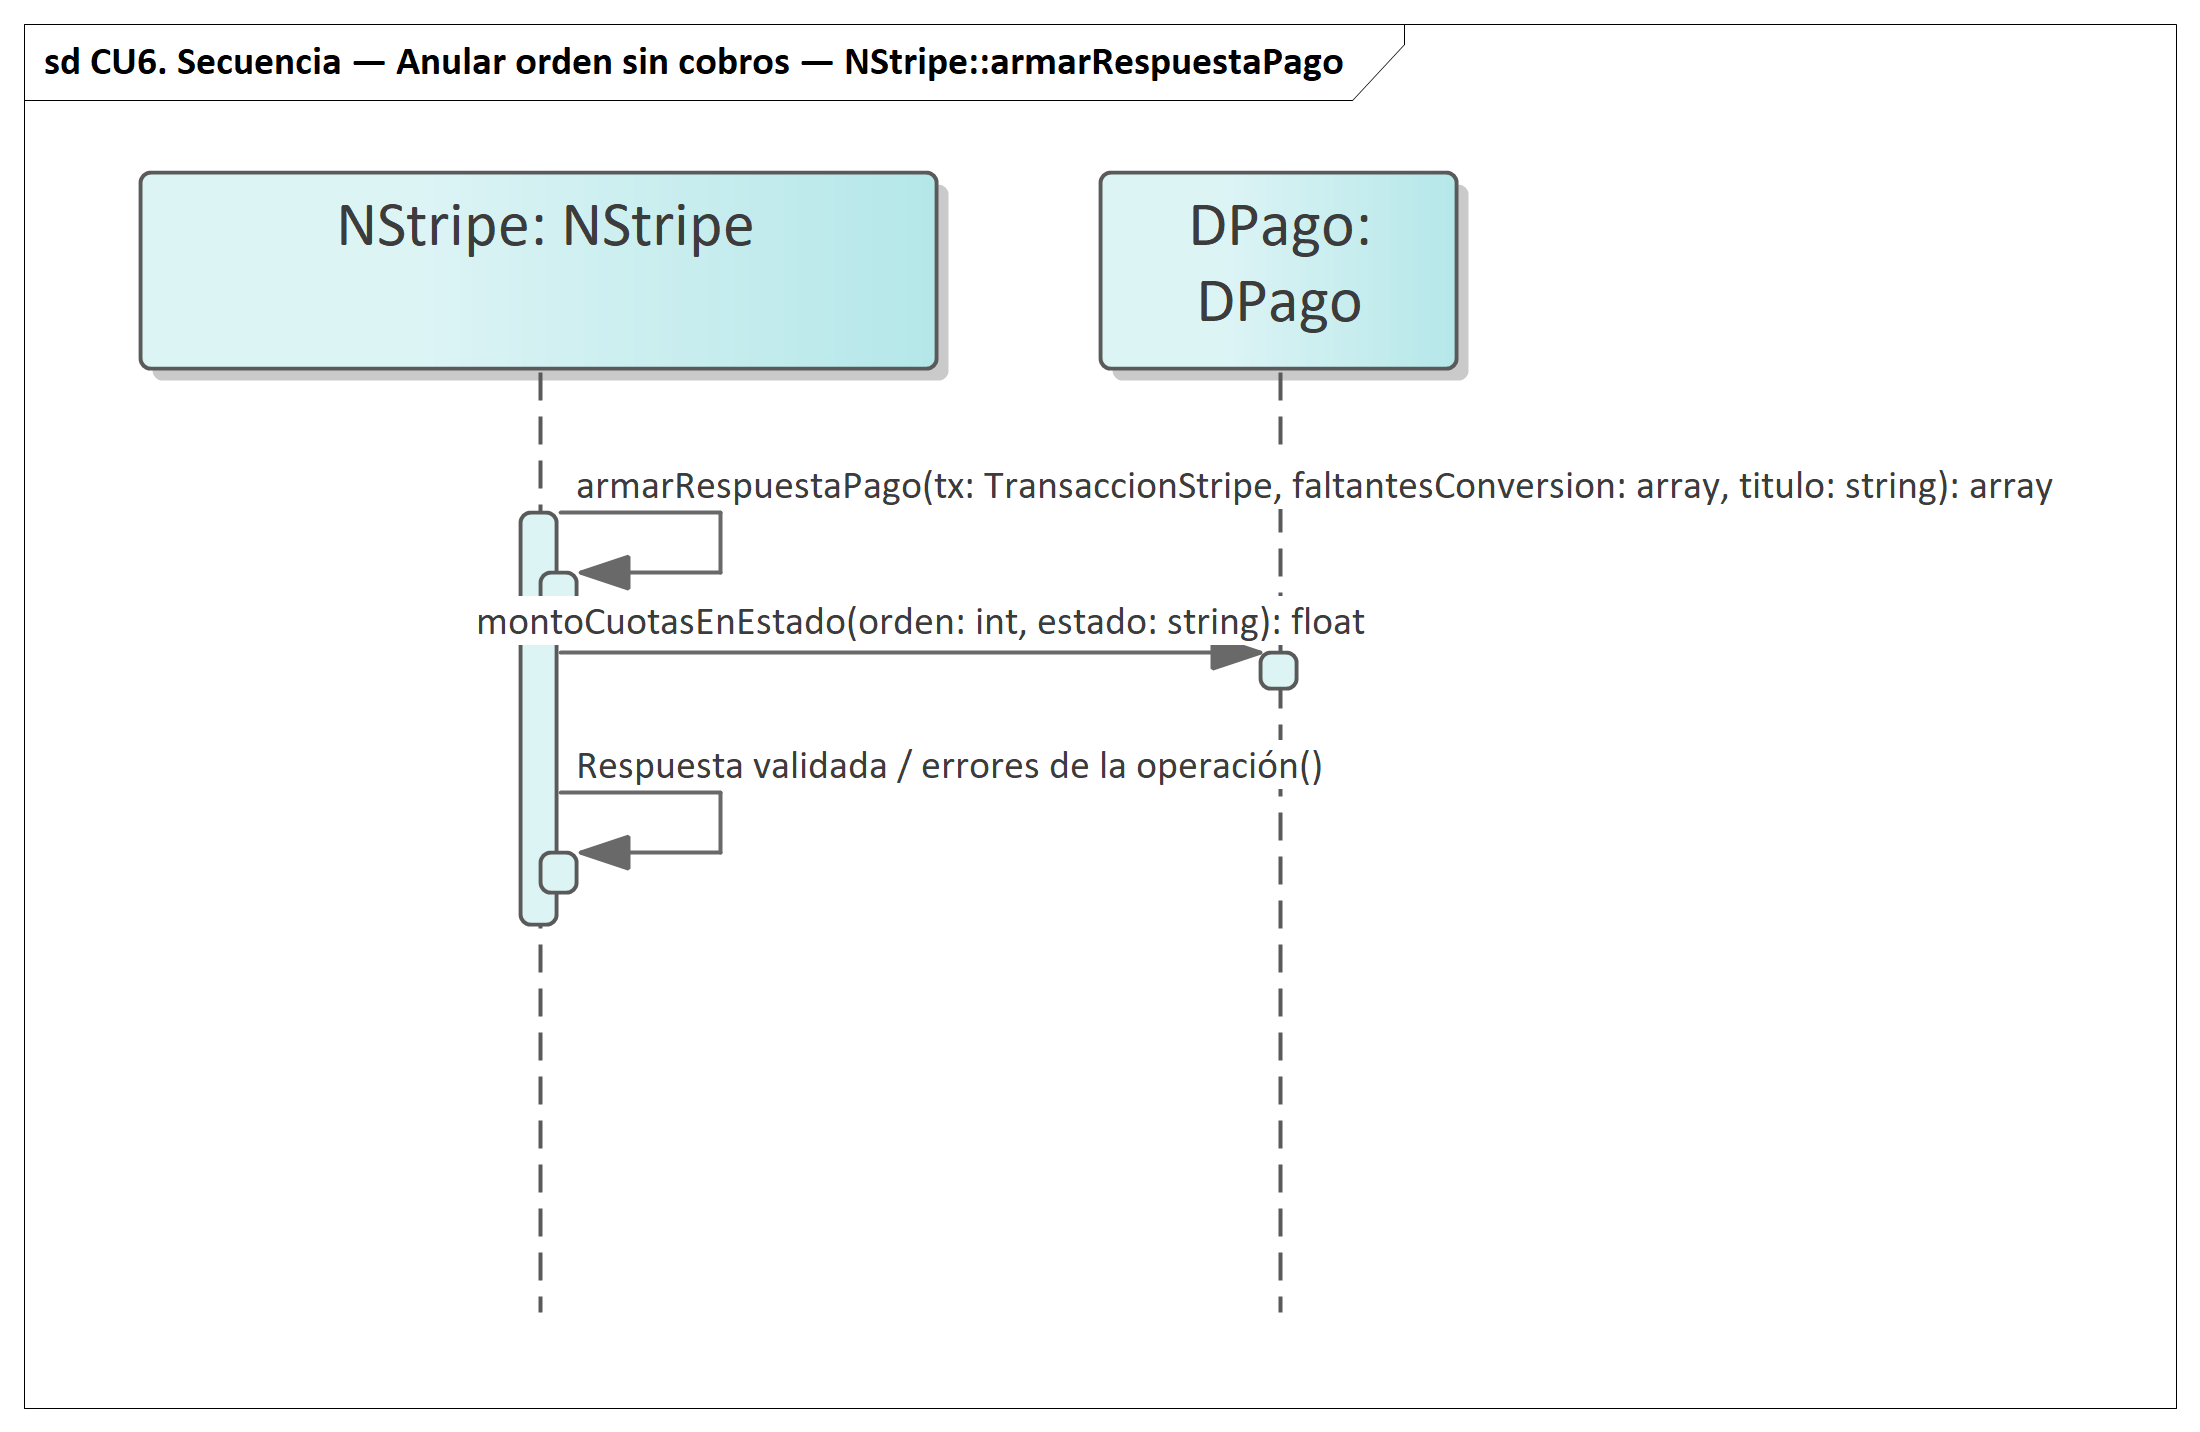 sd CU6. Secuencia — Anular orden sin cobros — NStripe::armarRespuestaPago
NStripe: NStripe
DPago:
DPago
armarRespuestaPago(tx: TransaccionStripe, faltantesConversion: array, titulo: string): array
montoCuotasEnEstado(orden: int, estado: string): float
Respuesta validada / errores de la operación()